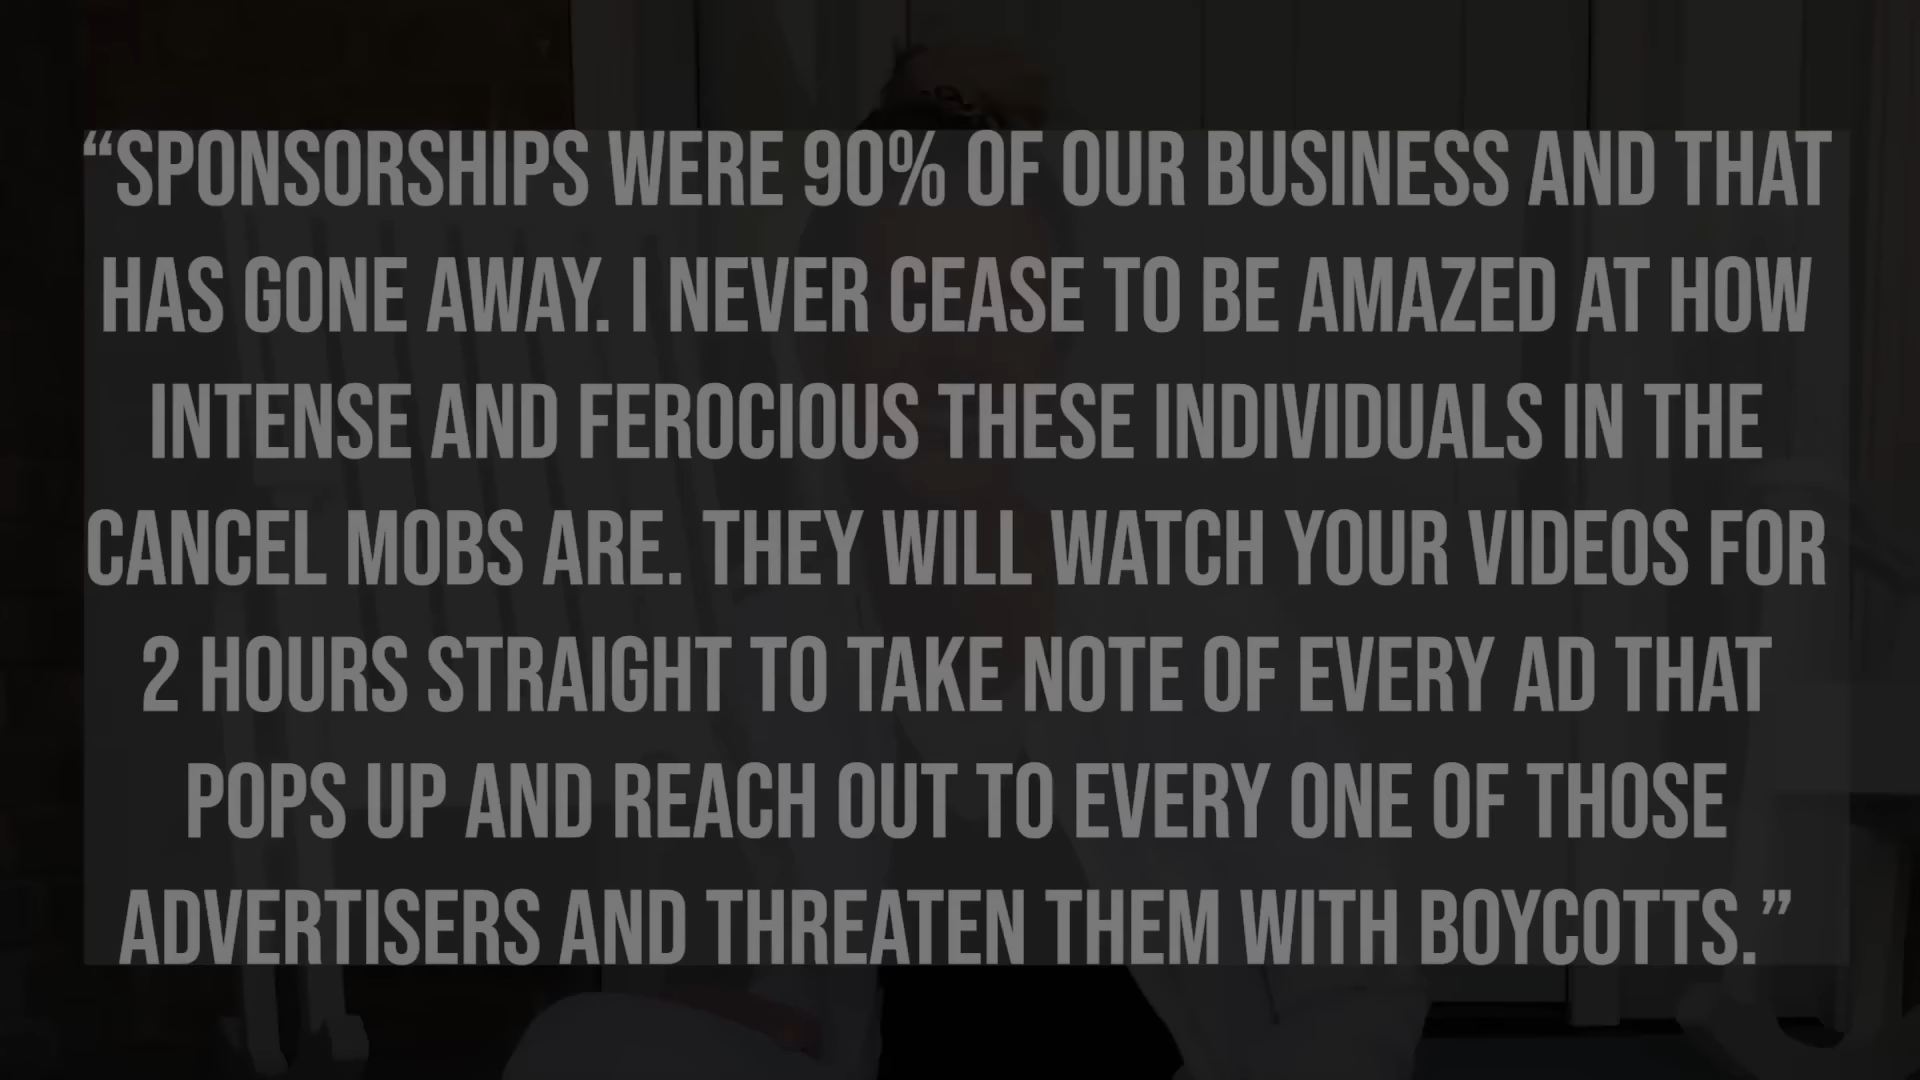 “SPONSORSHIPS WERE 90% OF OUR BUSINESS AND THAT
HAS GONE AWAY. I NEVER CEASE TO BE AMAZED AT HOW
INTENSE AND FEROCIOUS THESE INDIVIDUALS IN THE
CANCEL MOBS ARE. THEY WILL WATCH YOUR VIDEOS FOR
2 HOURS STRAIGHT TO TAKE NOTE OF EVERY AD THAT
POPS UP AND REACH OUT TO EVERY ONE OF THOSE
ADVERTISERS AND THREATEN THEM WITH BOYCOTTS.”